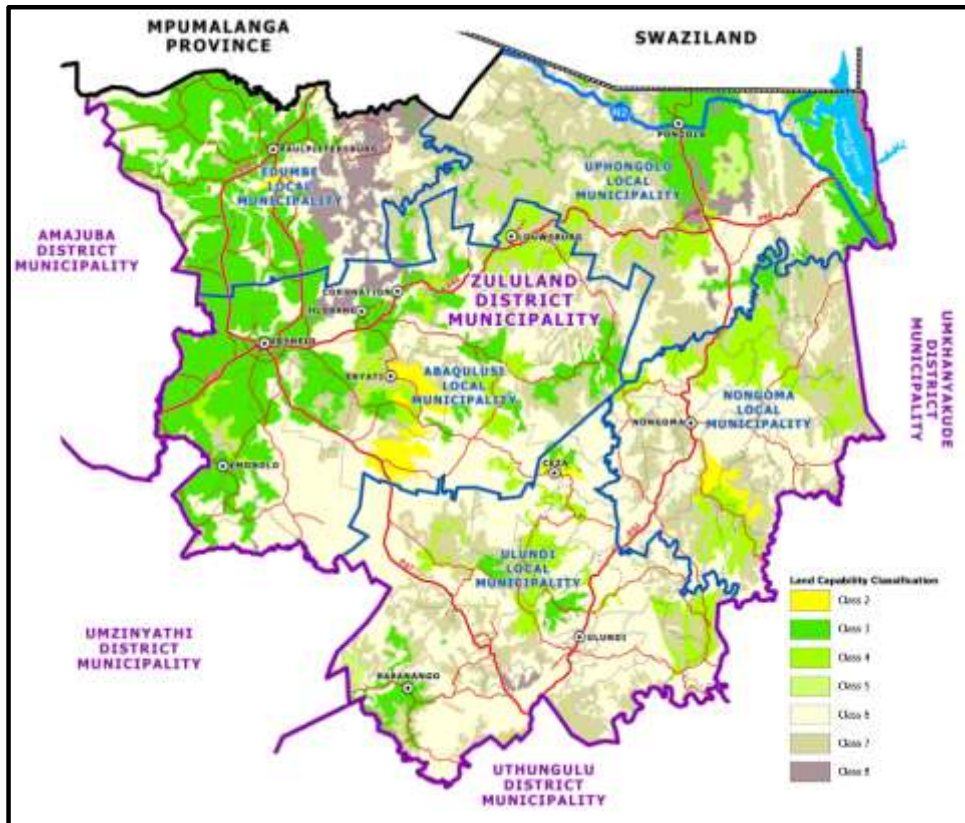 MPUMALANGA
PROVINCE
SWAZILAND
N2
PONGOLO
PAULPIETERSBURG
EDUMBE
LOCAL
MUNICIPALITY
UPHONGOLO
LOCAL
MUNICIPALITY
AMAJUBA
DISTRICT
MUNICIPALITY
LOUWSBURG
CORONATION
HLOBANE
ZULULAND
DISTRICT
MUNICIPALITY
UMKHANYAKUDE
DISTRICT
MUNICIPALITY
VRYHEID
ENYATI
ABAQULUSI
LOCAL
MUNICIPALITY
NONGOMA
LOCAL
MUNICIPALITY
NONGOMA
EMONDLO
CEZA
ULUNDI
LOCAL
MUNICIPALITY
ULUNDI
UMZINYATHI
DISTRICT
MUNICIPALITY
BABANANGO
UTHUNGULU
DISTRICT
MUNICIPALITY
Land Capability Classification
Class 2
Class 3
Class 4
Class 5
Class 6
Class 7
Class 8